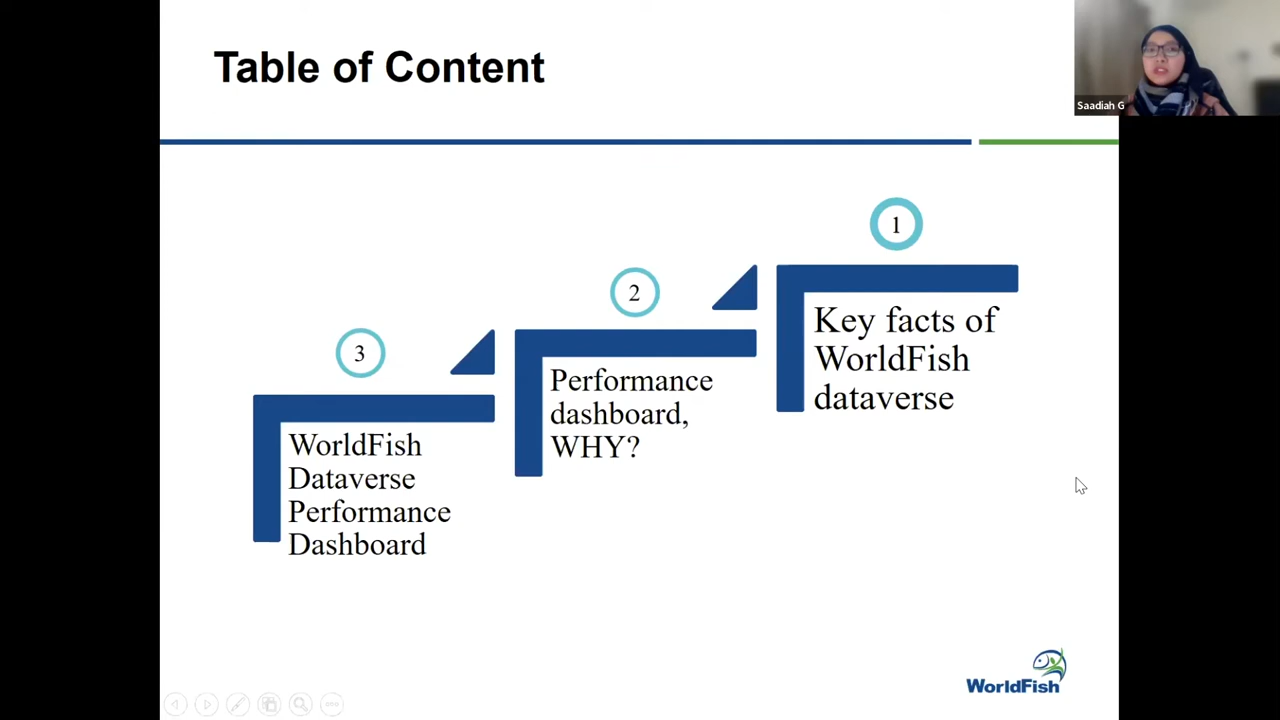 Table of Content
Saadiah G
1
Key facts of
WorldFish
dataverse
2
Performance
dashboard,
WHY?
3
WorldFish
Dataverse
Performance
Dashboard
WorldFish